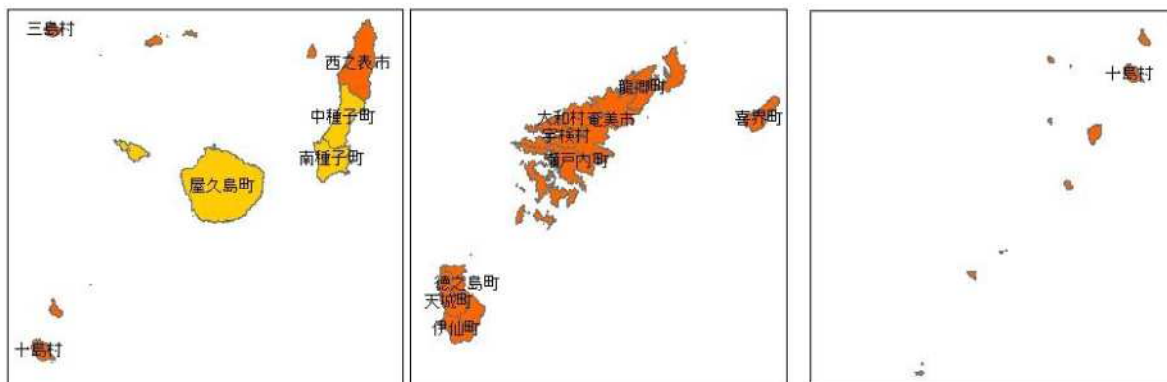 三島村
西之表市
中種子町
南種子町
屋久島町
十島村
龍郷町
大和村
奄美市
宇検村
瀬戸内町
喜界町
徳之島町
天城町
伊仙町
十島村